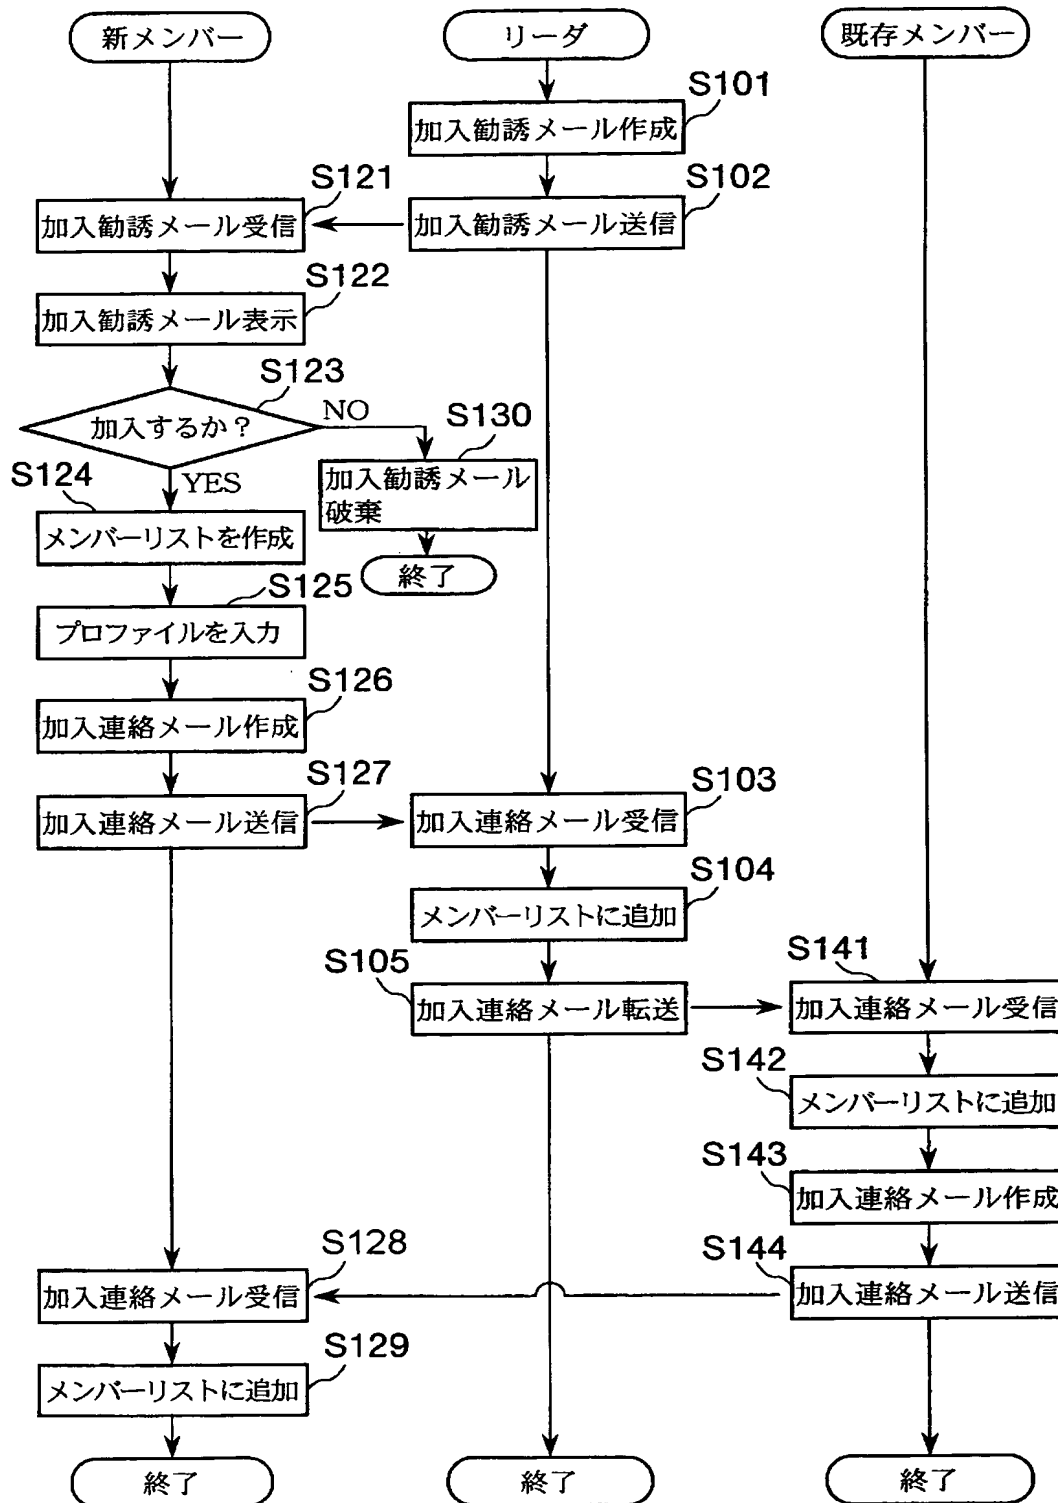 新メンバー
リーダ
既存メンバー
S101
加入勧誘メール作成
S121
S102
加入勧誘メール受信
加入勧誘メール送信
S122
加入勧誘メール表示
S123
加入するか?
NO
S130
加入勧誘メール
破棄
終了
S124
YES
メンバーリストを作成
S125
プロファイルを入力
S126
加入連絡メール作成
S127
加入連絡メール送信
S103
加入連絡メール受信
S104
メンバーリストに追加
S105
加入連絡メール転送
S141
加入連絡メール受信
S142
メンバーリストに追加
S143
加入連絡メール作成
S144
加入連絡メール送信
S128
加入連絡メール受信
S129
メンバーリストに追加
終了
終了
終了